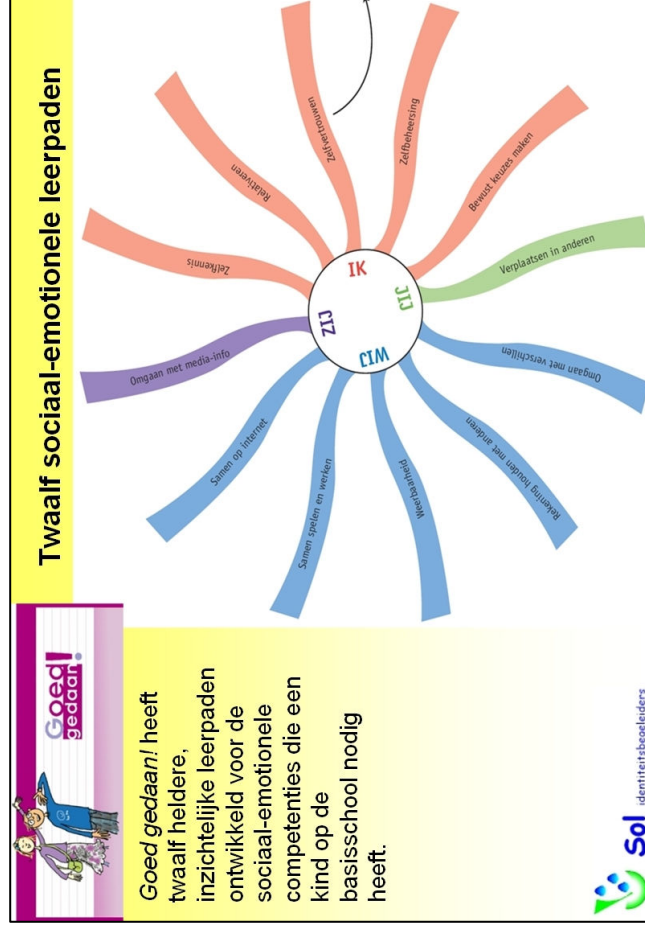 Twaalf sociaal-emotionele leerpaden
Goed
gedaan!
Goed gedaan! heeft
twaalf heldere,
inzichtelijke leerpaden
ontwikkeld voor de
sociaal-emotionele
competenties die een
kind op de
basisschool nodig
heeft.
IK
JIJ
WIJ
ZIJ
Zelfkennis
Relativeren
Zelfvertrouwen
Zelfbeheersing
Bewust keuzes maken
Verplaatsen in anderen
Omgaan met verschillen
Rekening houden met anderen
Weerbaarheid
Samen spelen en werken
Samen op internet
Omgaan met media-info
Sol identiteitsbegeleiders